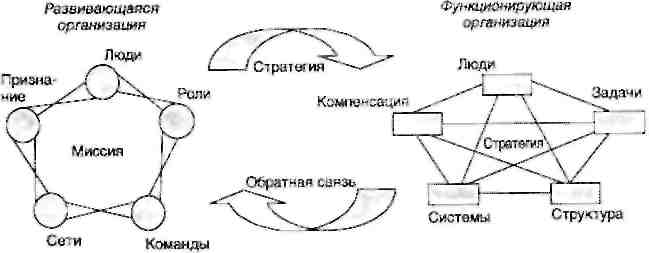 Развивающаяся
организация
Люди
Призна-
ние
Роли
Миссия
Сети
Команды
Стратегия
Обратная связь
Функционирующая
организация
Люди
Компенсация
Задачи
Стратегия
Системы
Структура